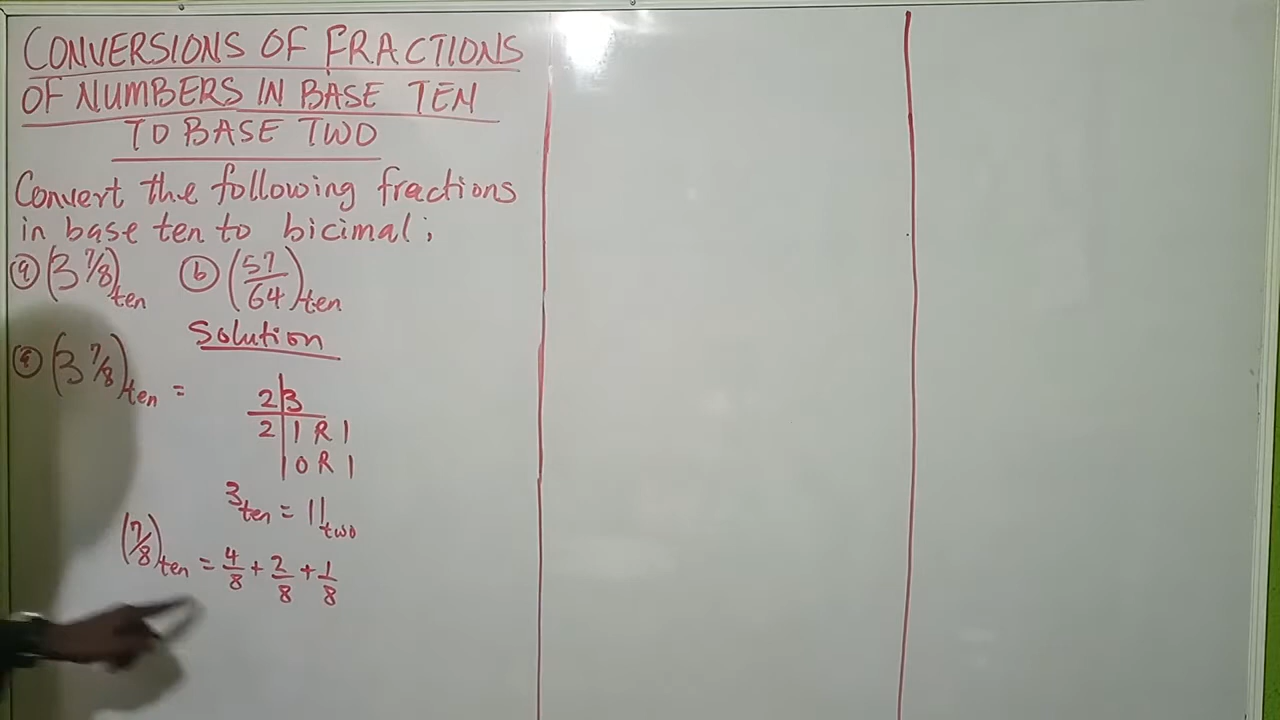 CONVERSIONS OF FRACTIONS
OF NUMBERS IN BASE TEN
TO BASE TWO
Convert the following fractions
in base ten to bicimal;
(a) (3 7/8)ten (b) (57/64)ten
Solution
(a) (3 7/8)ten =
2 | 3
2 | 1 R 1
| 0 R 1
3ten = 11two
(7/8)ten = 4/8 + 2/8 + 1/8